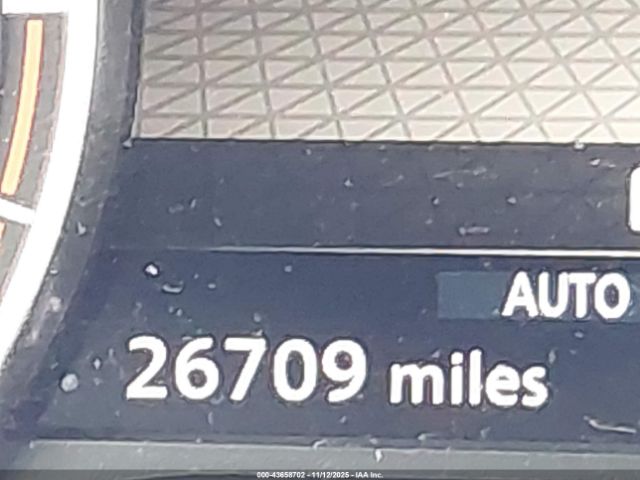 AUTO
26709 miles
000-43658702 - 11/12/2025 - IAA Inc.